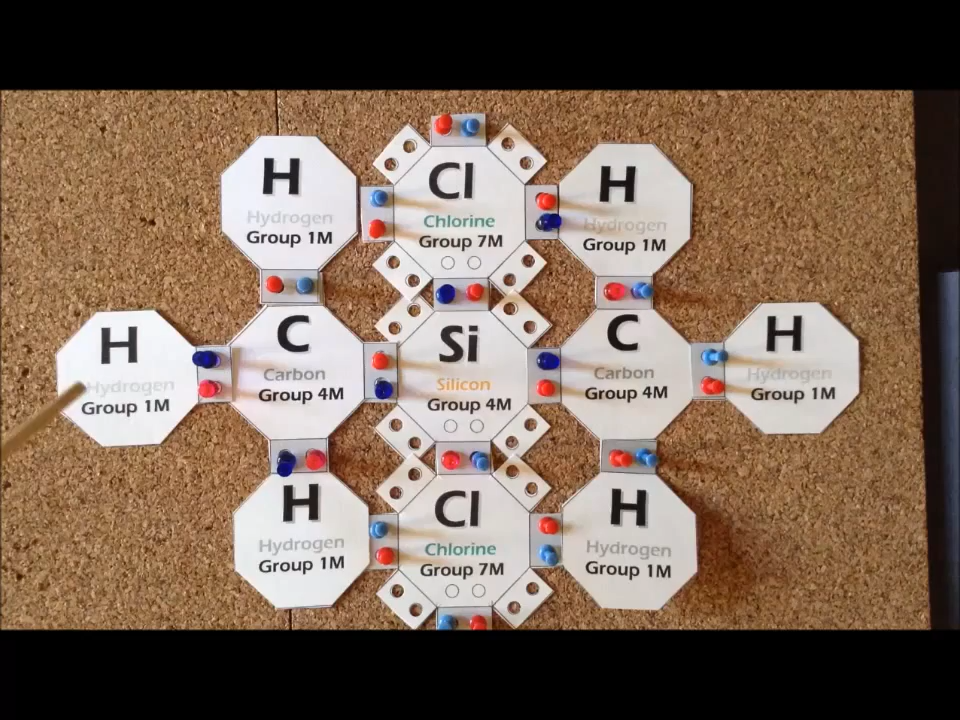 H
Hydrogen
Group 1M
Cl
Chlorine
Group 7M
H
Hydrogen
Group 1M
H
Hydrogen
Group 1M
C
Carbon
Group 4M
Si
Silicon
Group 4M
C
Carbon
Group 4M
H
Hydrogen
Group 1M
H
Hydrogen
Group 1M
Cl
Chlorine
Group 7M
H
Hydrogen
Group 1M